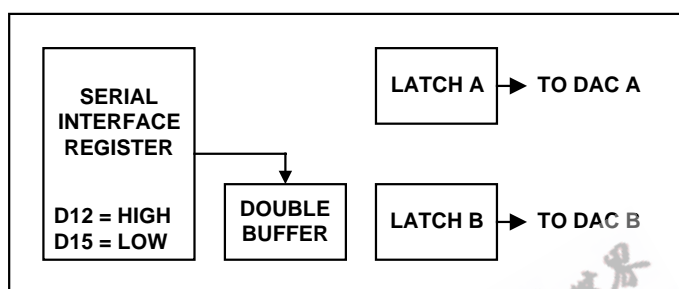 SERIAL
INTERFACE
REGISTER
D12 = HIGH
D15 = LOW
DOUBLE
BUFFER
LATCH A
TO DAC A
LATCH B
TO DAC B